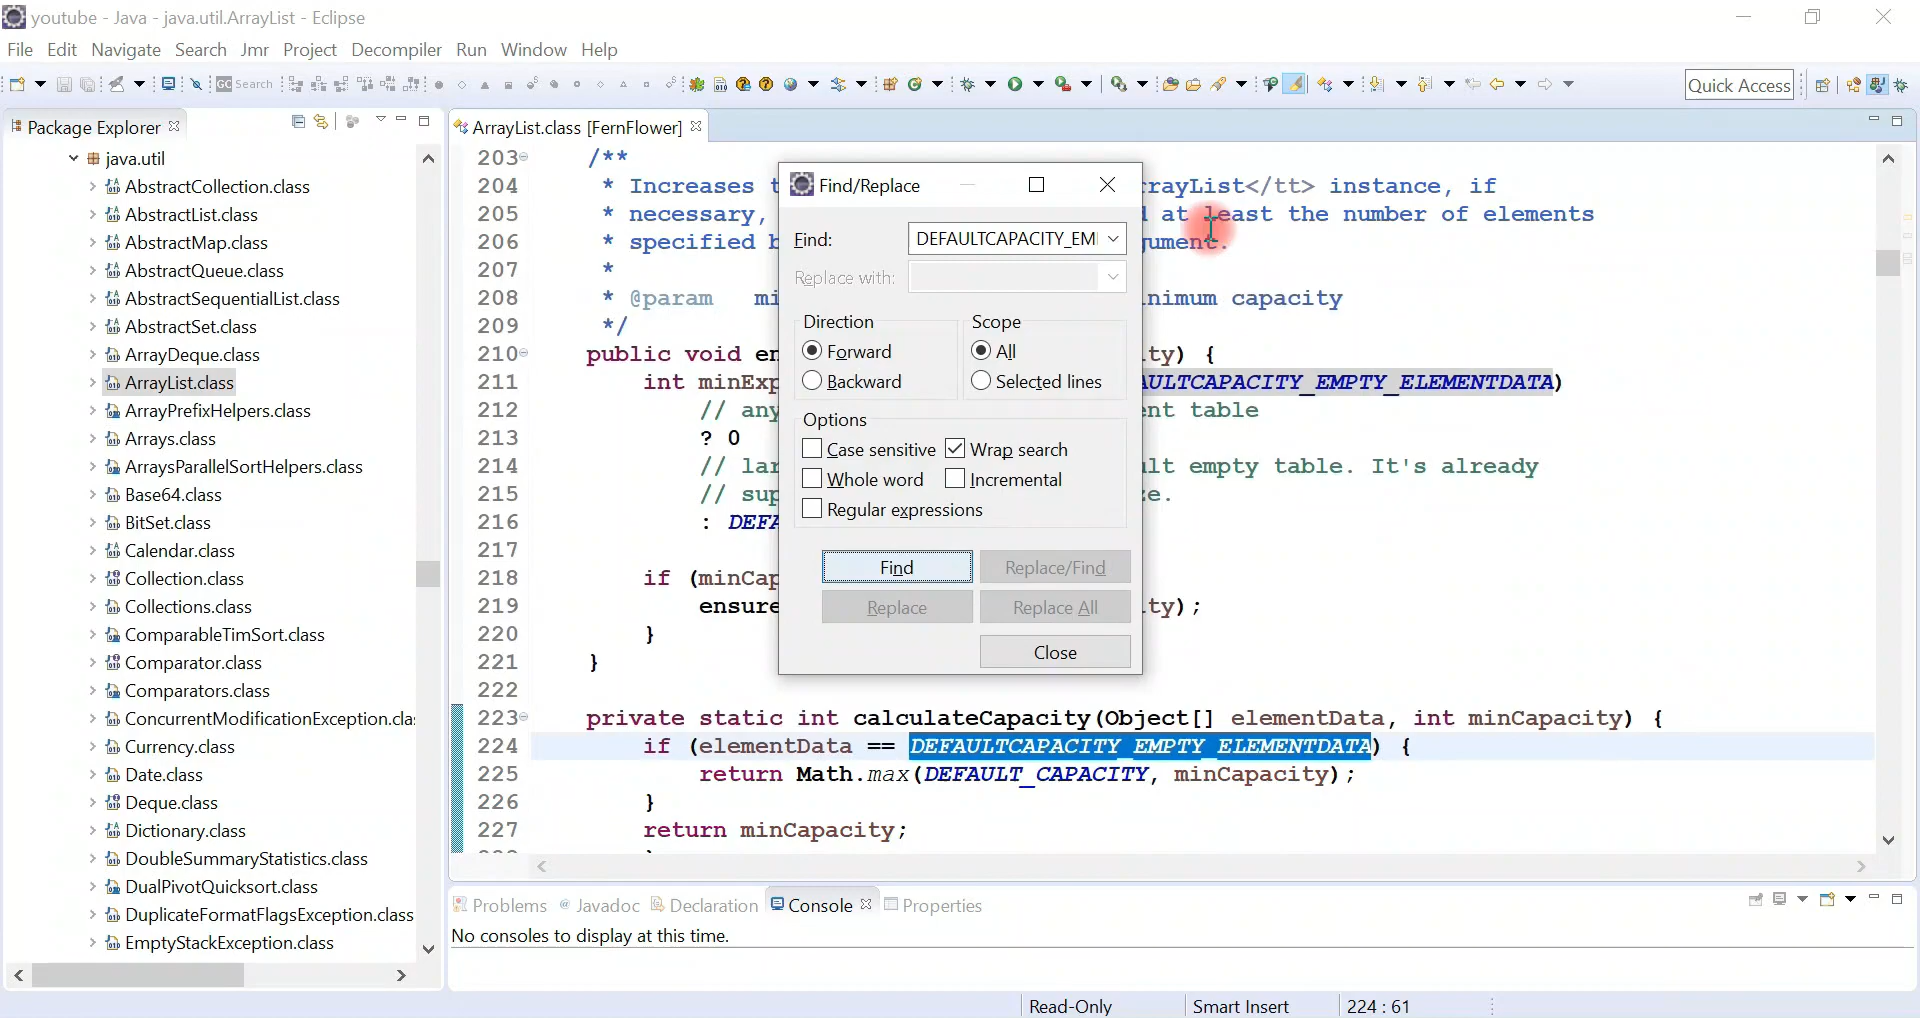 youtube - Java - java.util.ArrayList - Eclipse
File Edit Navigate Search Jmr Project Decompiler Run Window Help
Search
Quick Access
Package Explorer
java.util
AbstractCollection.class
AbstractList.class
AbstractMap.class
AbstractQueue.class
AbstractSequentialList.class
AbstractSet.class
ArrayDeque.class
ArrayList.class
ArrayPrefixHelpers.class
Arrays.class
ArraysParallelSortHelpers.class
Base64.class
BitSet.class
Calendar.class
Collection.class
Collections.class
ComparableTimSort.class
Comparator.class
Comparators.class
ConcurrentModificationException.cla
Currency.class
Date.class
Deque.class
Dictionary.class
DoubleSummaryStatistics.class
DualPivotQuicksort.class
DuplicateFormatFlagsException.class
EmptyStackException.class
ArrayList.class [FernFlower]
203 /**
204 * Increases t rayList</tt> instance, if
205 * necessary, at least the number of elements
206 * specified b gument.
207 *
208 * @param mi nimum capacity
209 */
210 public void en ty) {
211 int minExp AULTCAPACITY_EMPTY_ELEMENTDATA)
212 // any nt table
213 ? 0
214 // lar lt empty table. It's already
215 // sup e.
216 : DEFA
217
218 if (minCap
219 ensure ty);
220 }
221 }
222
223 private static int calculateCapacity(Object[] elementData, int minCapacity) {
224 if (elementData == DEFAULTCAPACITY_EMPTY_ELEMENTDATA) {
225 return Math.max(DEFAULT_CAPACITY, minCapacity);
226 }
227 return minCapacity;
Find/Replace
Find: DEFAULTCAPACITY_EM
Replace with:
Direction Scope
Forward All
Backward Selected lines
Options
Case sensitive Wrap search
Whole word Incremental
Regular expressions
Find Replace/Find
Replace Replace All
Close
Problems @ Javadoc Declaration Console Properties
No consoles to display at this time.
Read-Only Smart Insert 224 : 61